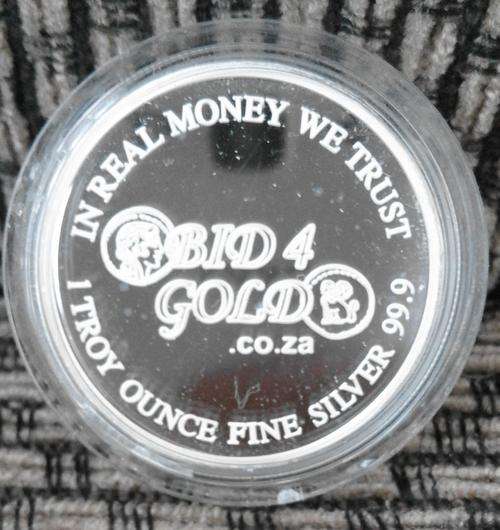 IN REAL MONEY WE TRUST
BID 4
GOLD
.co.za
1 TROY OUNCE FINE SILVER 99.9